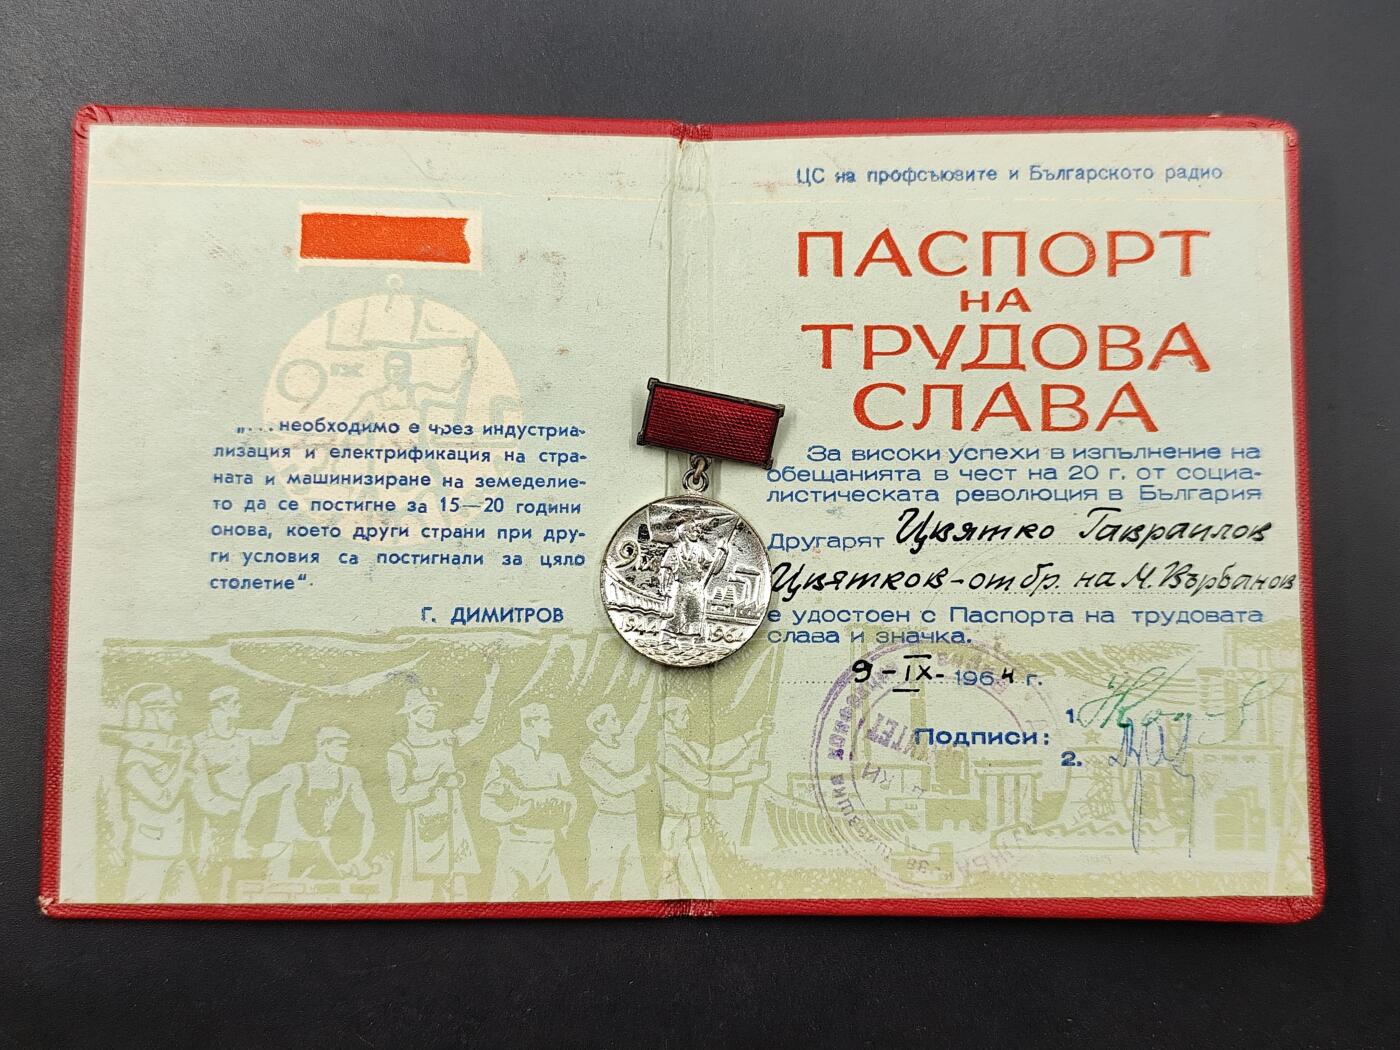 9 IX
„...необходимо е чрез индустриа-
лизация и електрификация на стра-
ната и машинизиране на земеделие-
то да се постигне за 15—20 години
онова, което други страни при дру-
ги условия са постигнали за цяло
столетие“.
Г. ДИМИТРОВ
9 IX
1944 1964
ЦС на профсъюзите и Българското радио
ПАСПОРТ
НА
ТРУДОВА
СЛАВА
За високи успехи в изпълнение на
обещанията в чест на 20 г. от социа-
листическата революция в България
Другарят Цвятко Гавраилов
Цвятков - от бр. на М. Върбанов
е удостоен с Паспорта на трудовата
слава и значка.
9 - IX - 1964 г.
Подписи:
1.
2.